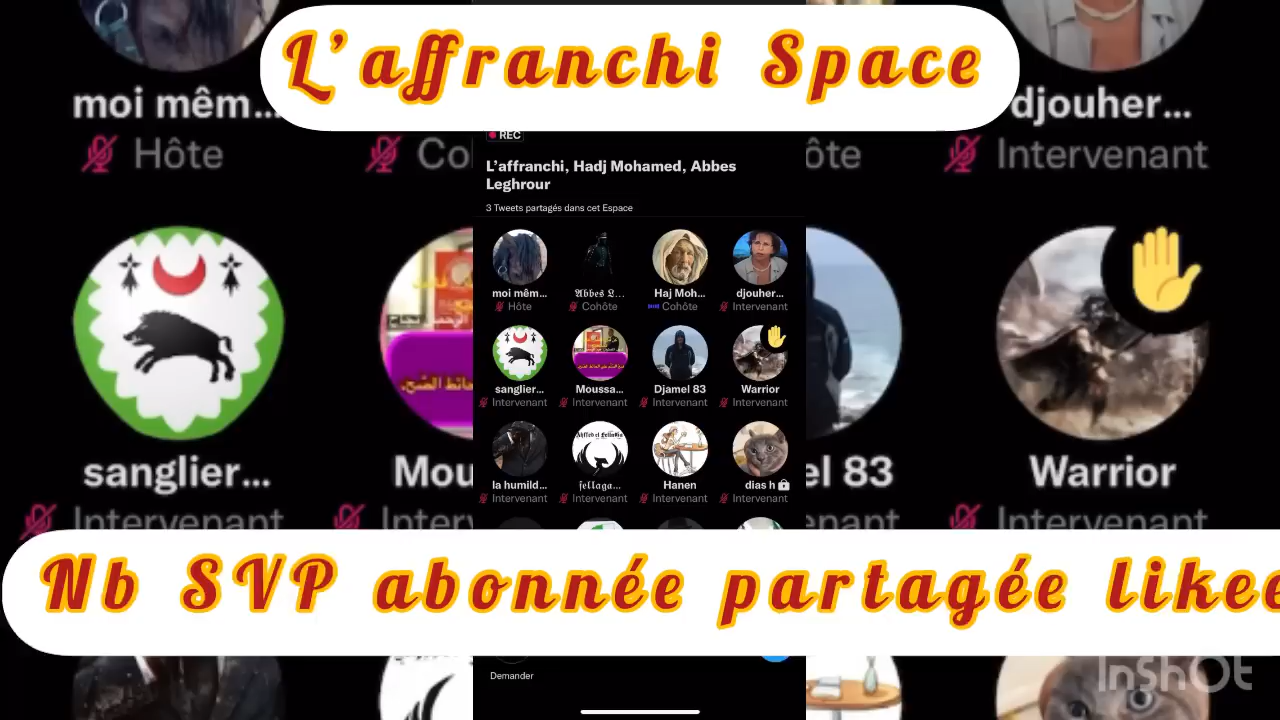 L'affranchi Space
moi mêm...
djouher...
Hôte
Intervenant
REC
L'affranchi, Hadj Mohamed, Abbes
Leghrour
3 Tweets partagés dans cet Espace
moi mêm...
𝔄𝔟𝔟𝔢𝔰 𝔏...
Haj Moh...
djouher...
Hôte
Cohôte
Cohôte
Intervenant
sanglier...
Moussa...
Djamel 83
Warrior
Intervenant
Intervenant
Intervenant
Intervenant
la humild...
𝔣𝔢𝔩𝔩𝔞𝔤𝔞...
Hanen
dias h
Intervenant
Intervenant
Intervenant
Intervenant
sanglier...
Mou
el 83
Warrior
Intervenant
Nb SVP abonnée partagée likee
Demander
InShOt